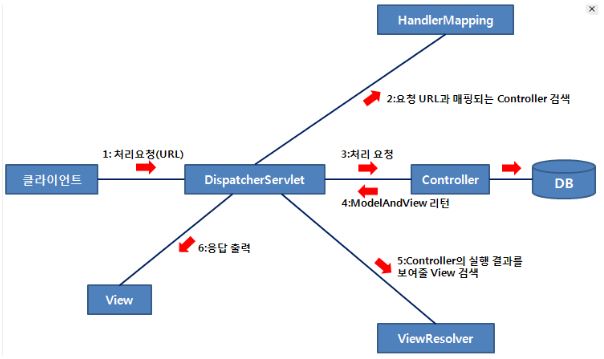 HandlerMapping
2:요청 URL과 매핑되는 Controller 검색
1: 처리요청(URL)
3:처리 요청
클라이언트
DispatcherServlet
Controller
DB
4:ModelAndView 리턴
6:응답 출력
5:Controller의 실행 결과를
보여줄 View 검색
View
ViewResolver